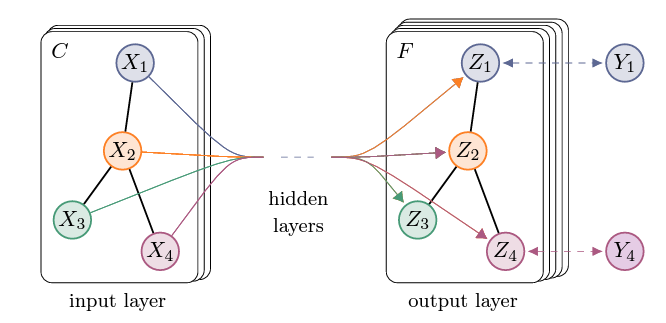 C
X₁
X₂
X₃
X₄
input layer
hidden
layers
F
Z₁
Z₂
Z₃
Z₄
output layer
Y₁
Y₄